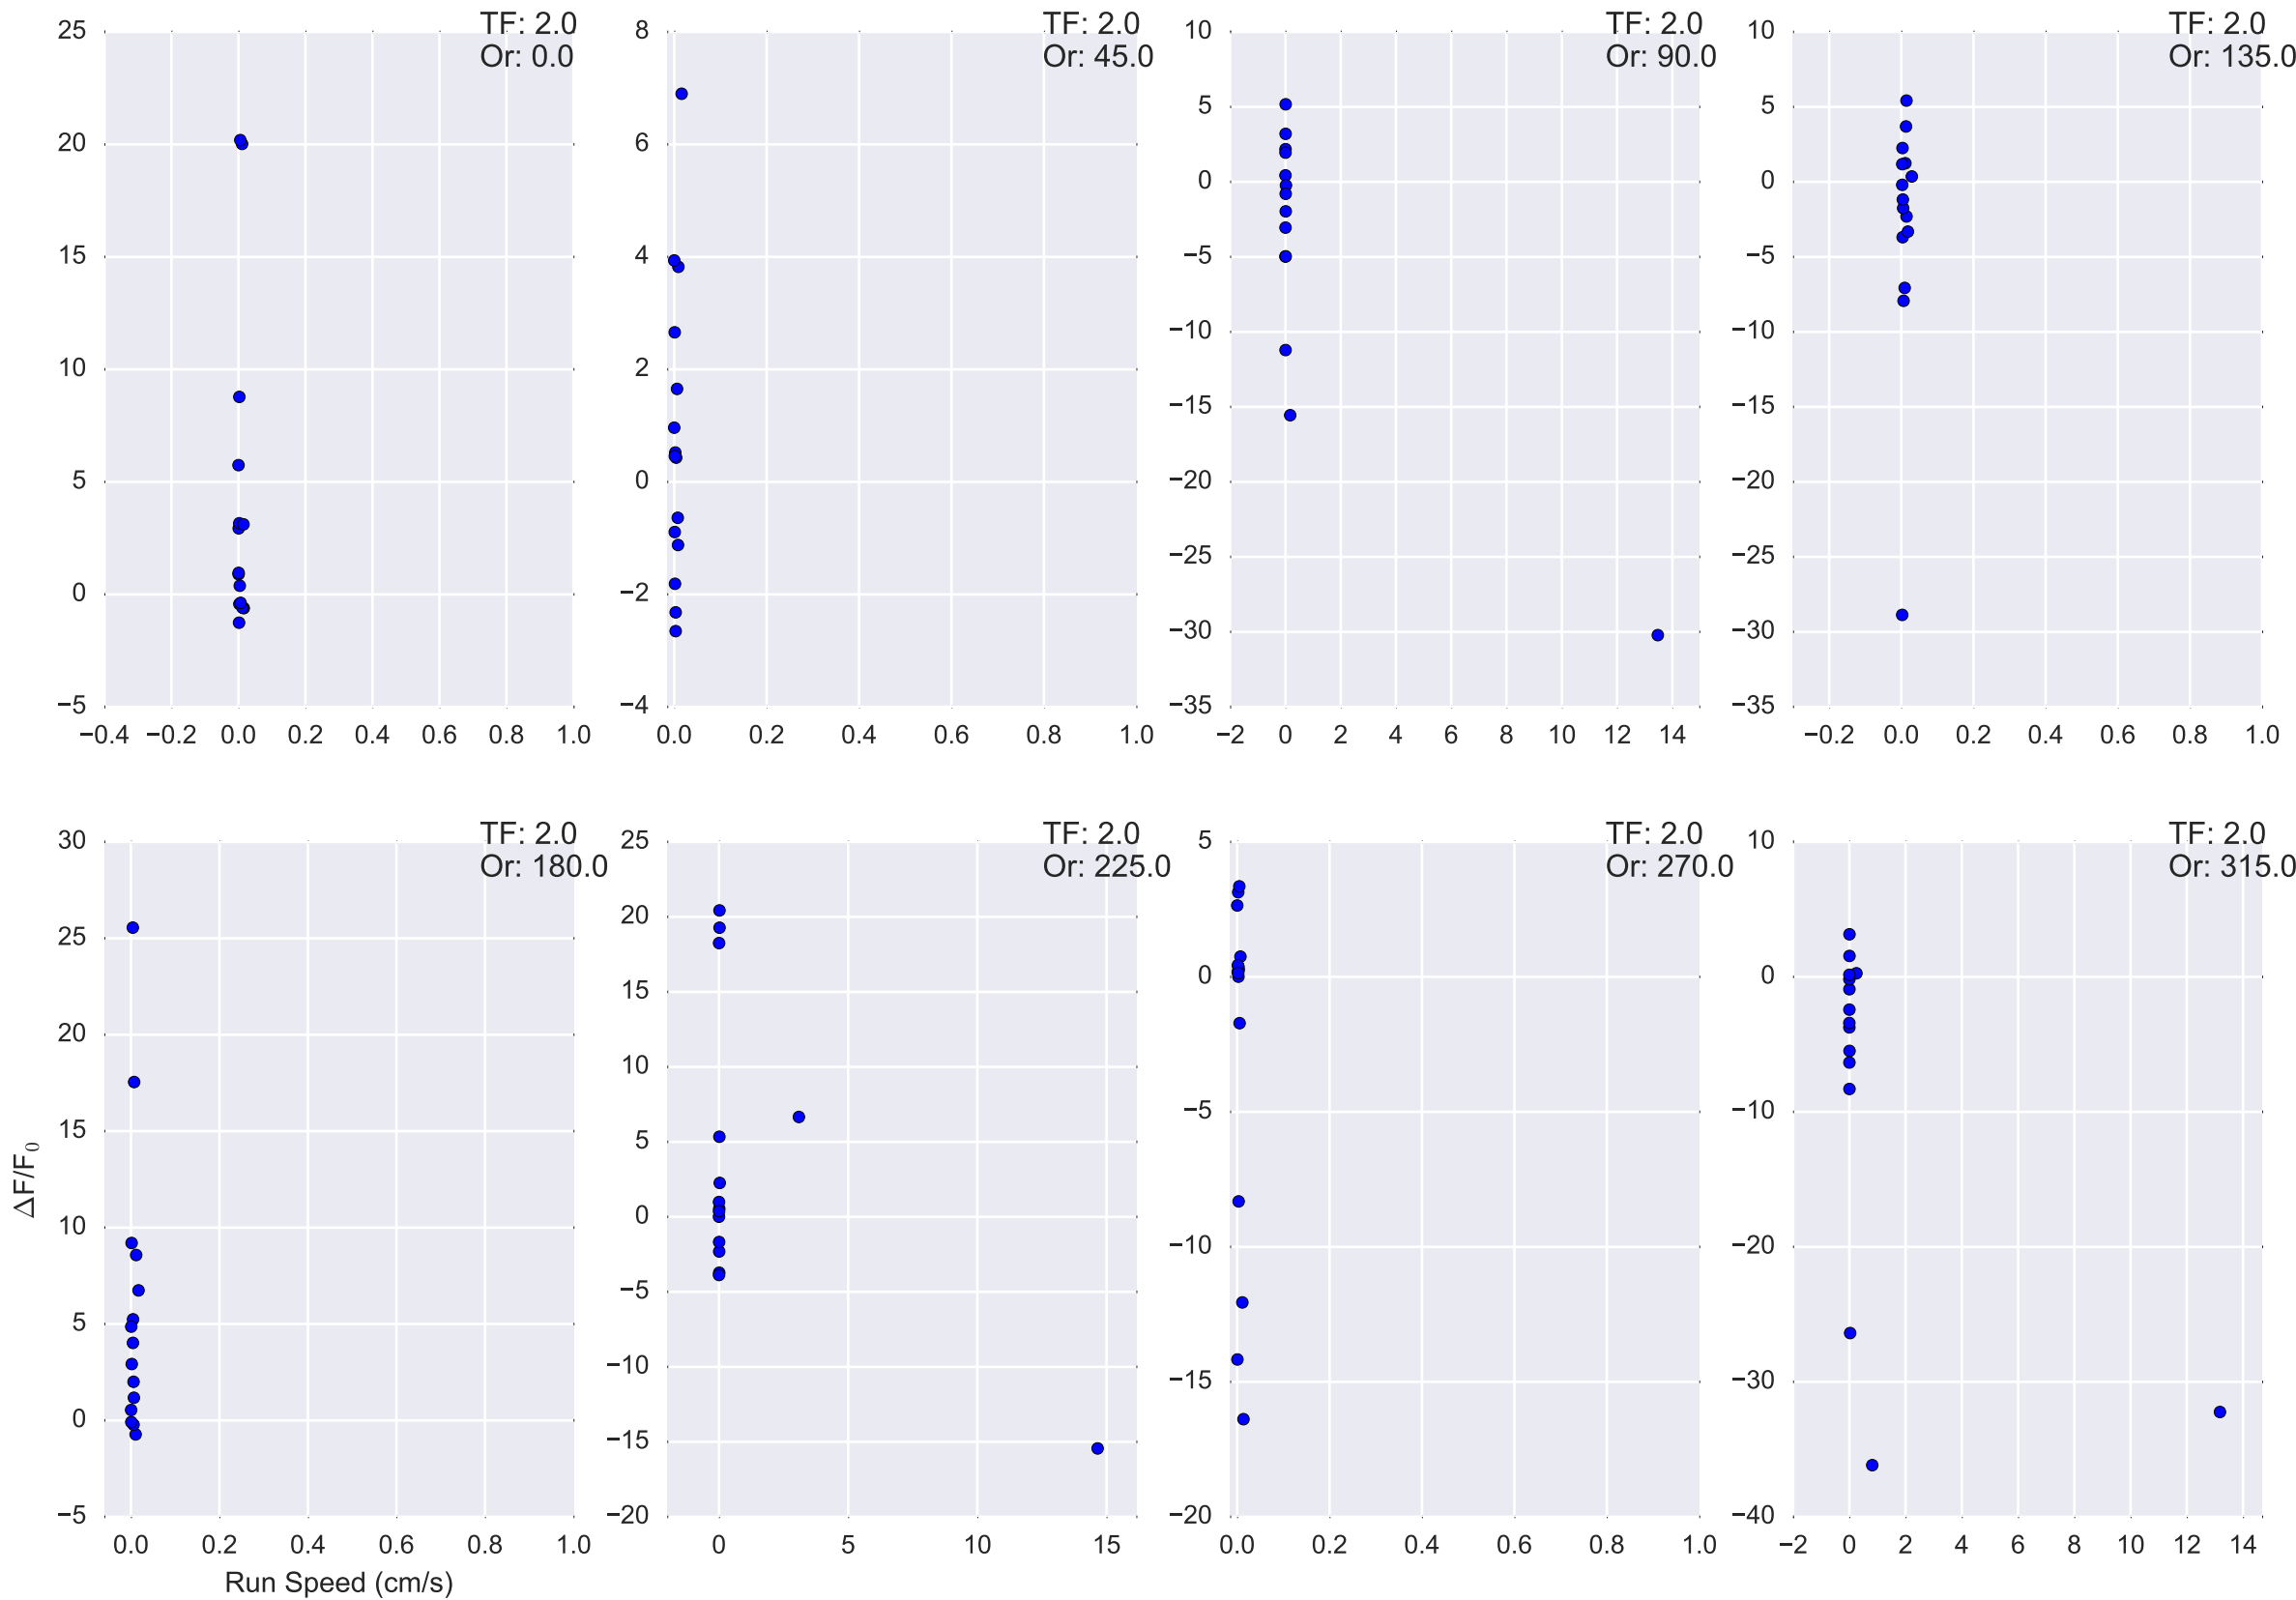 TF: 2.0
Or: 0.0
25
20
15
10
5
0
−5
−0.4 −0.2 0.0 0.2 0.4 0.6 0.8 1.0
TF: 2.0
Or: 45.0
8
6
4
2
0
−2
−4
0.0 0.2 0.4 0.6 0.8 1.0
TF: 2.0
Or: 90.0
10
5
0
−5
−10
−15
−20
−25
−30
−35
−2 0 2 4 6 8 10 12 14
TF: 2.0
Or: 135.0
10
5
0
−5
−10
−15
−20
−25
−30
−35
−0.2 0.0 0.2 0.4 0.6 0.8 1.0
TF: 2.0
Or: 180.0
30
25
20
15
10
5
0
−5
0.0 0.2 0.4 0.6 0.8 1.0
ΔF/F₀
Run Speed (cm/s)
TF: 2.0
Or: 225.0
25
20
15
10
5
0
−5
−10
−15
−20
0 5 10 15
TF: 2.0
Or: 270.0
5
0
−5
−10
−15
−20
0.0 0.2 0.4 0.6 0.8 1.0
TF: 2.0
Or: 315.0
10
0
−10
−20
−30
−40
−2 0 2 4 6 8 10 12 14